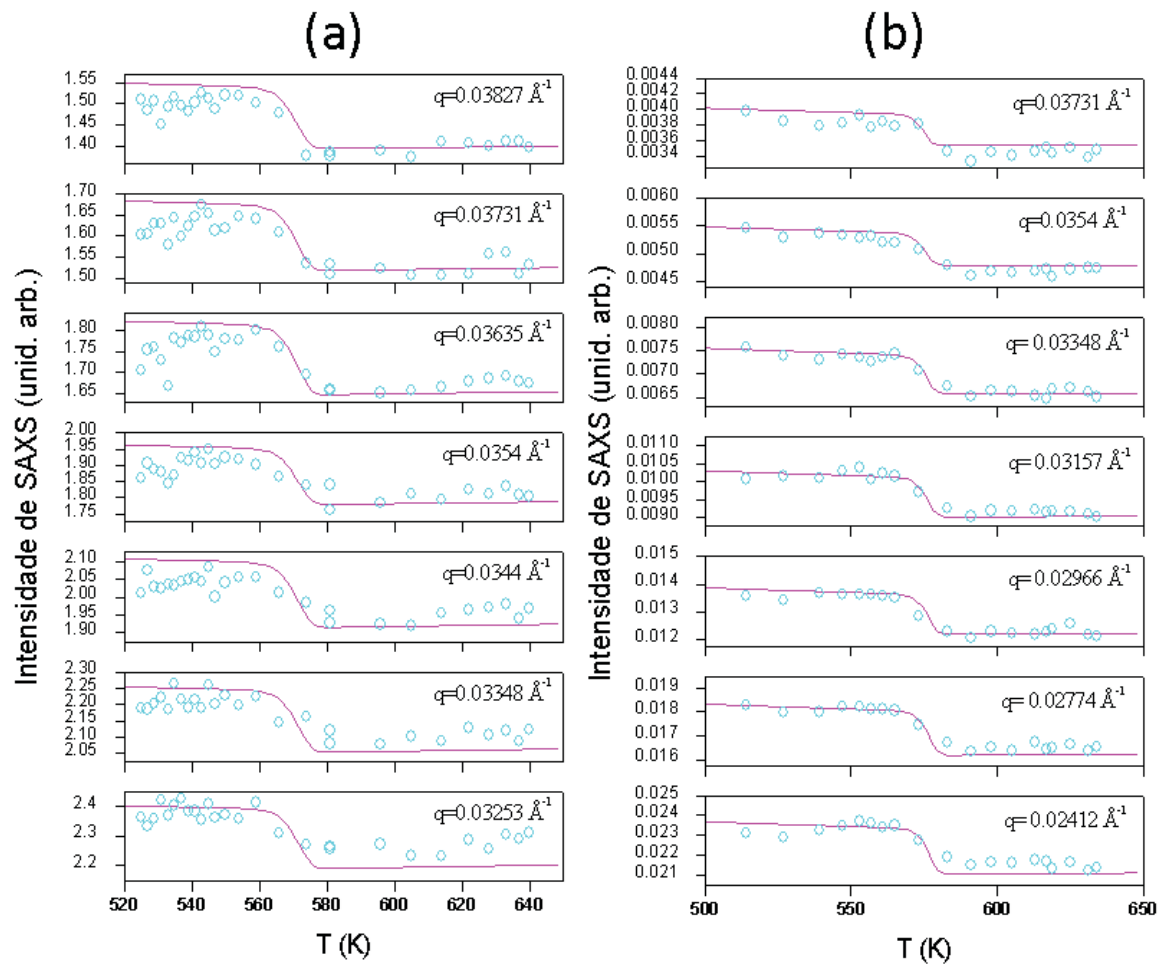 (a)
Intensidade de SAXS (unid. arb.)
1.55
1.50
1.45
1.40
q=0.03827 Å-1
1.70
1.65
1.60
1.55
1.50
q=0.03731 Å-1
1.80
1.75
1.70
1.65
q=0.03635 Å-1
2.00
1.95
1.90
1.85
1.80
1.75
q=0.0354 Å-1
2.10
2.05
2.00
1.95
1.90
q=0.0344 Å-1
2.30
2.25
2.20
2.15
2.10
2.05
q=0.03348 Å-1
2.4
2.3
2.2
q=0.03253 Å-1
520 540 560 580 600 620 640
T (K)
(b)
Intensidade de SAXS (unid. arb.)
0.0044
0.0042
0.0040
0.0038
0.0036
0.0034
q=0.03731 Å-1
0.0060
0.0055
0.0050
0.0045
q=0.0354 Å-1
0.0080
0.0075
0.0070
0.0065
q= 0.03348 Å-1
0.0110
0.0105
0.0100
0.0095
0.0090
q=0.03157 Å-1
0.015
0.014
0.013
0.012
q=0.02966 Å-1
0.019
0.018
0.017
0.016
q= 0.02774 Å-1
0.025
0.024
0.023
0.022
0.021
q=0.02412 Å-1
500 550 600 650
T (K)